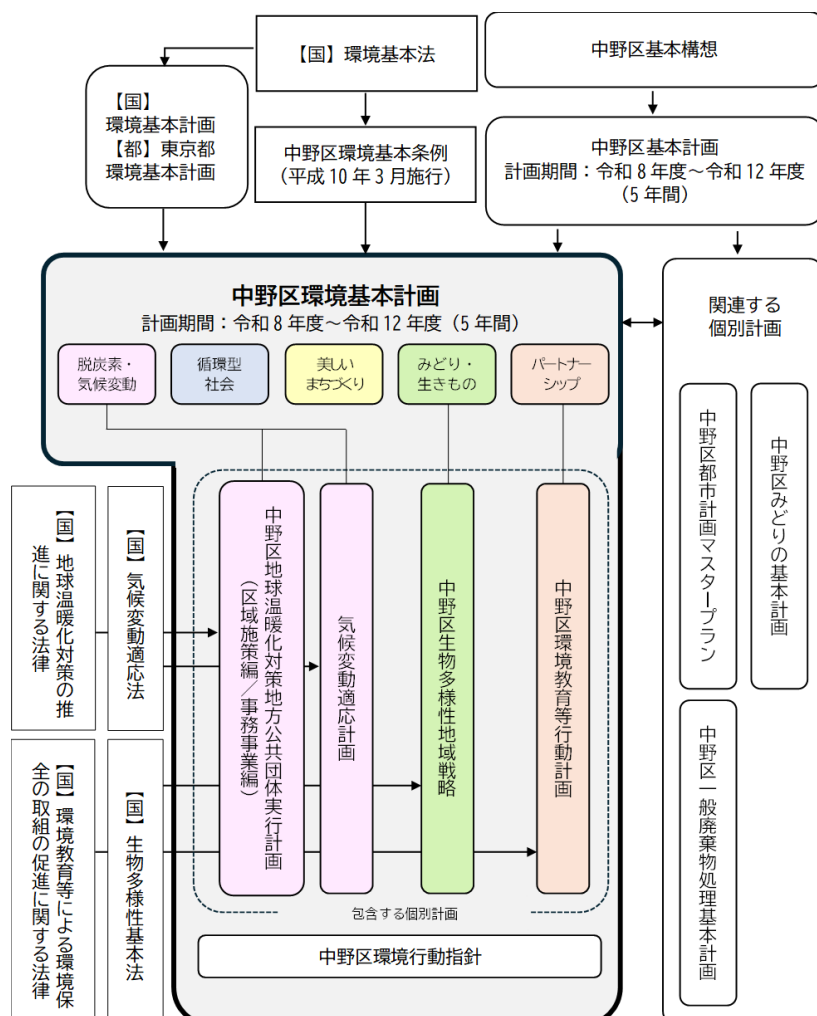 【国】環境基本法
中野区基本構想
【国】
環境基本計画
【都】東京都
環境基本計画
中野区環境基本条例
（平成10年3月施行）
中野区基本計画
計画期間：令和8年度～令和12年度
（5年間）
中野区環境基本計画
計画期間：令和8年度～令和12年度（5年間）
脱炭素・
気候変動
循環型
社会
美しい
まちづくり
みどり・
生きもの
パートナー
シップ
関連する
個別計画
中野区都市計画マスタープラン
中野区みどりの基本計画
中野区一般廃棄物処理基本計画
【国】地球温暖化対策の推
進に関する法律
【国】気候変動適応法
【国】環境教育等による環境保
全の取組の促進に関する法律
【国】生物多様性基本法
中野区地球温暖化対策地方公共団体実行計画
（区域施策編／事務事業編）
気候変動適応計画
中野区生物多様性地域戦略
中野区環境教育等行動計画
包含する個別計画
中野区環境行動指針